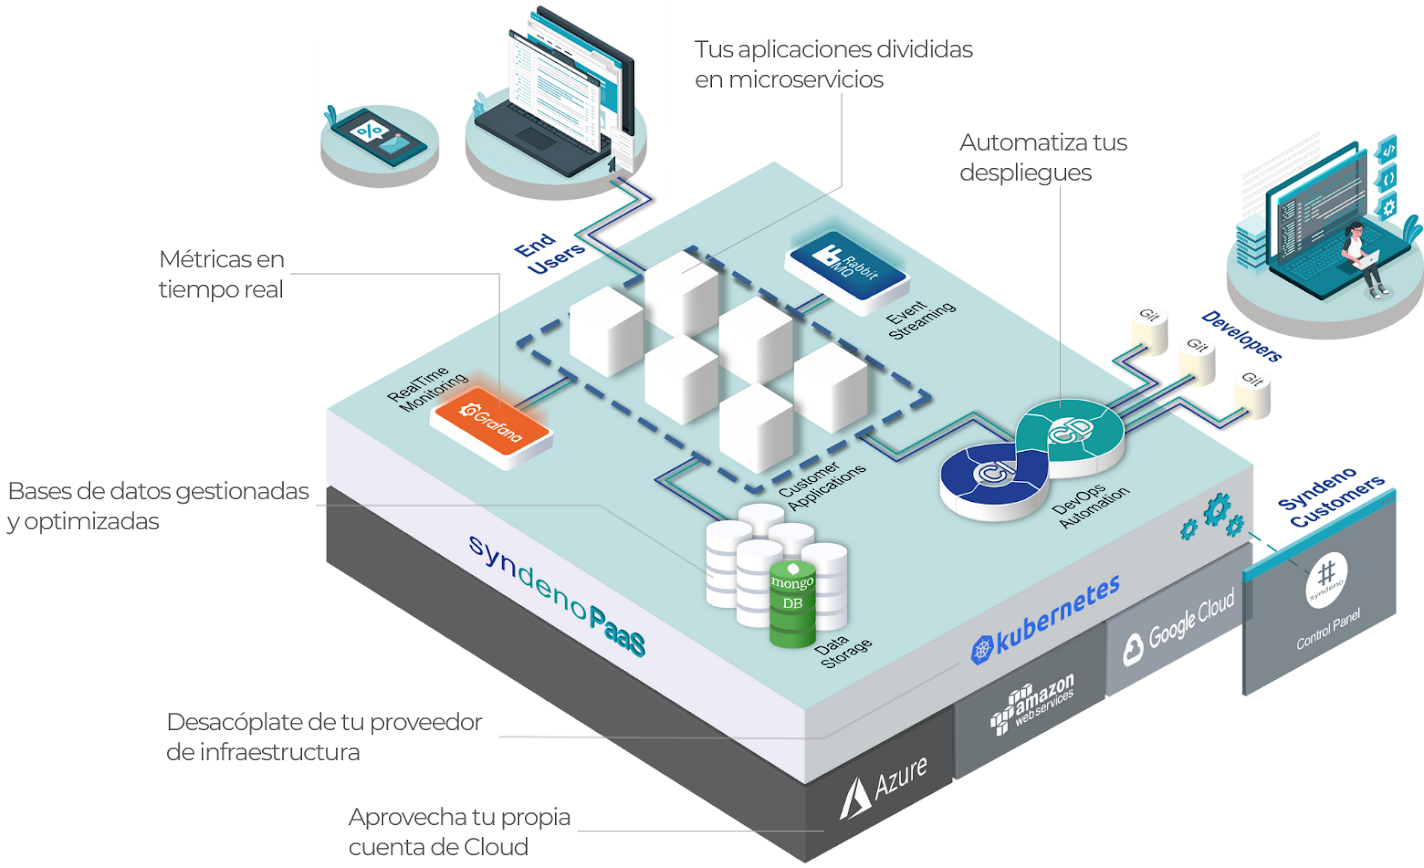 Tus aplicaciones divididas
en microservicios
Automatiza tus
despliegues
%
</>
End
Users
Métricas en
tiempo real
Rabbit
MQ
Event
Streaming
Git
Git
Git
Developers
RealTime
Monitoring
Grafana
CI
CD
DevOps
Automation
Customer
Applications
Bases de datos gestionadas
y optimizadas
mongo
DB
Data
Storage
Syndeno
Customers
#
syndeno
Control Panel
syndenoPaaS
kubernetes
Google Cloud
amazon
web services
Azure
Desacóplate de tu proveedor
de infraestructura
Aprovecha tu propia
cuenta de Cloud